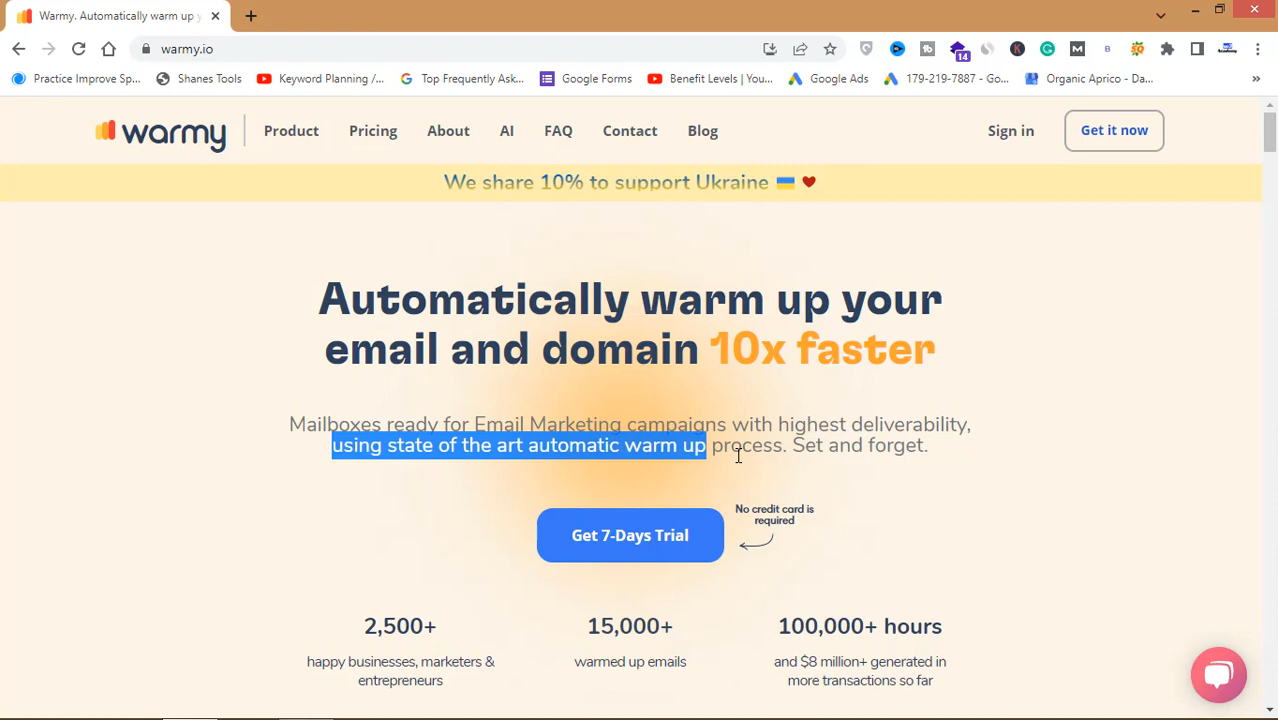 Warmy. Automatically warm up y
warmy.io
14
Practice Improve Sp...
Shanes Tools
Keyword Planning /...
Top Frequently Ask...
Google Forms
Benefit Levels | You...
Google Ads
179-219-7887 - Go...
Organic Aprico - Da...
warmy
Product
Pricing
About
AI
FAQ
Contact
Blog
Sign in
Get it now
We share 10% to support Ukraine
Automatically warm up your
email and domain 10x faster
Mailboxes ready for Email Marketing campaigns with highest deliverability,
using state of the art automatic warm up process. Set and forget.
Get 7-Days Trial
No credit card is
required
2,500+
happy businesses, marketers &
entrepreneurs
15,000+
warmed up emails
100,000+ hours
and $8 million+ generated in
more transactions so far